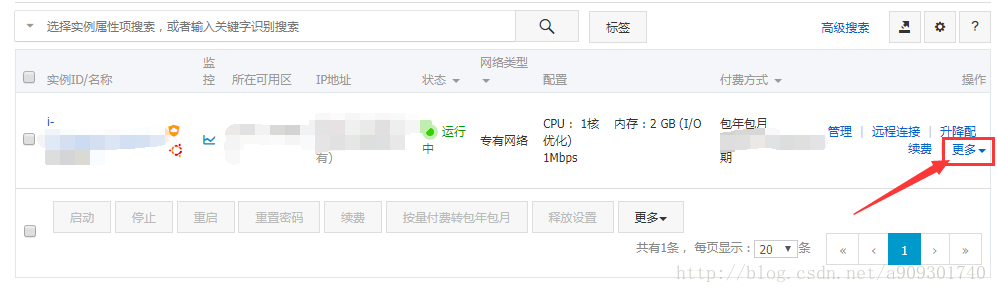 选择实例属性项搜索，或者输入关键字识别搜索
标签
高级搜索
?
实例ID/名称
监控
所在可用区
IP地址
状态
网络类型
配置
付费方式
操作
i-
有）
运行中
专有网络
CPU： 1核 内存：2 GB (I/O
优化)
1Mbps
包年包月
期
管理 | 远程连接 | 升降配
续费 更多
启动
停止
重启
重置密码
续费
按量付费转包年包月
释放设置
更多
共有1条， 每页显示： 20 条
« ‹ 1 › »
http://blog.csdn.net/a909301740